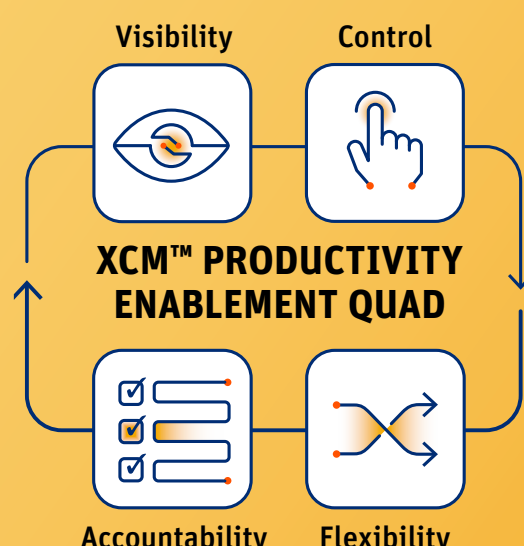 Visibility
Control
XCM™ PRODUCTIVITY
ENABLEMENT QUAD
Accountability
Flexibility